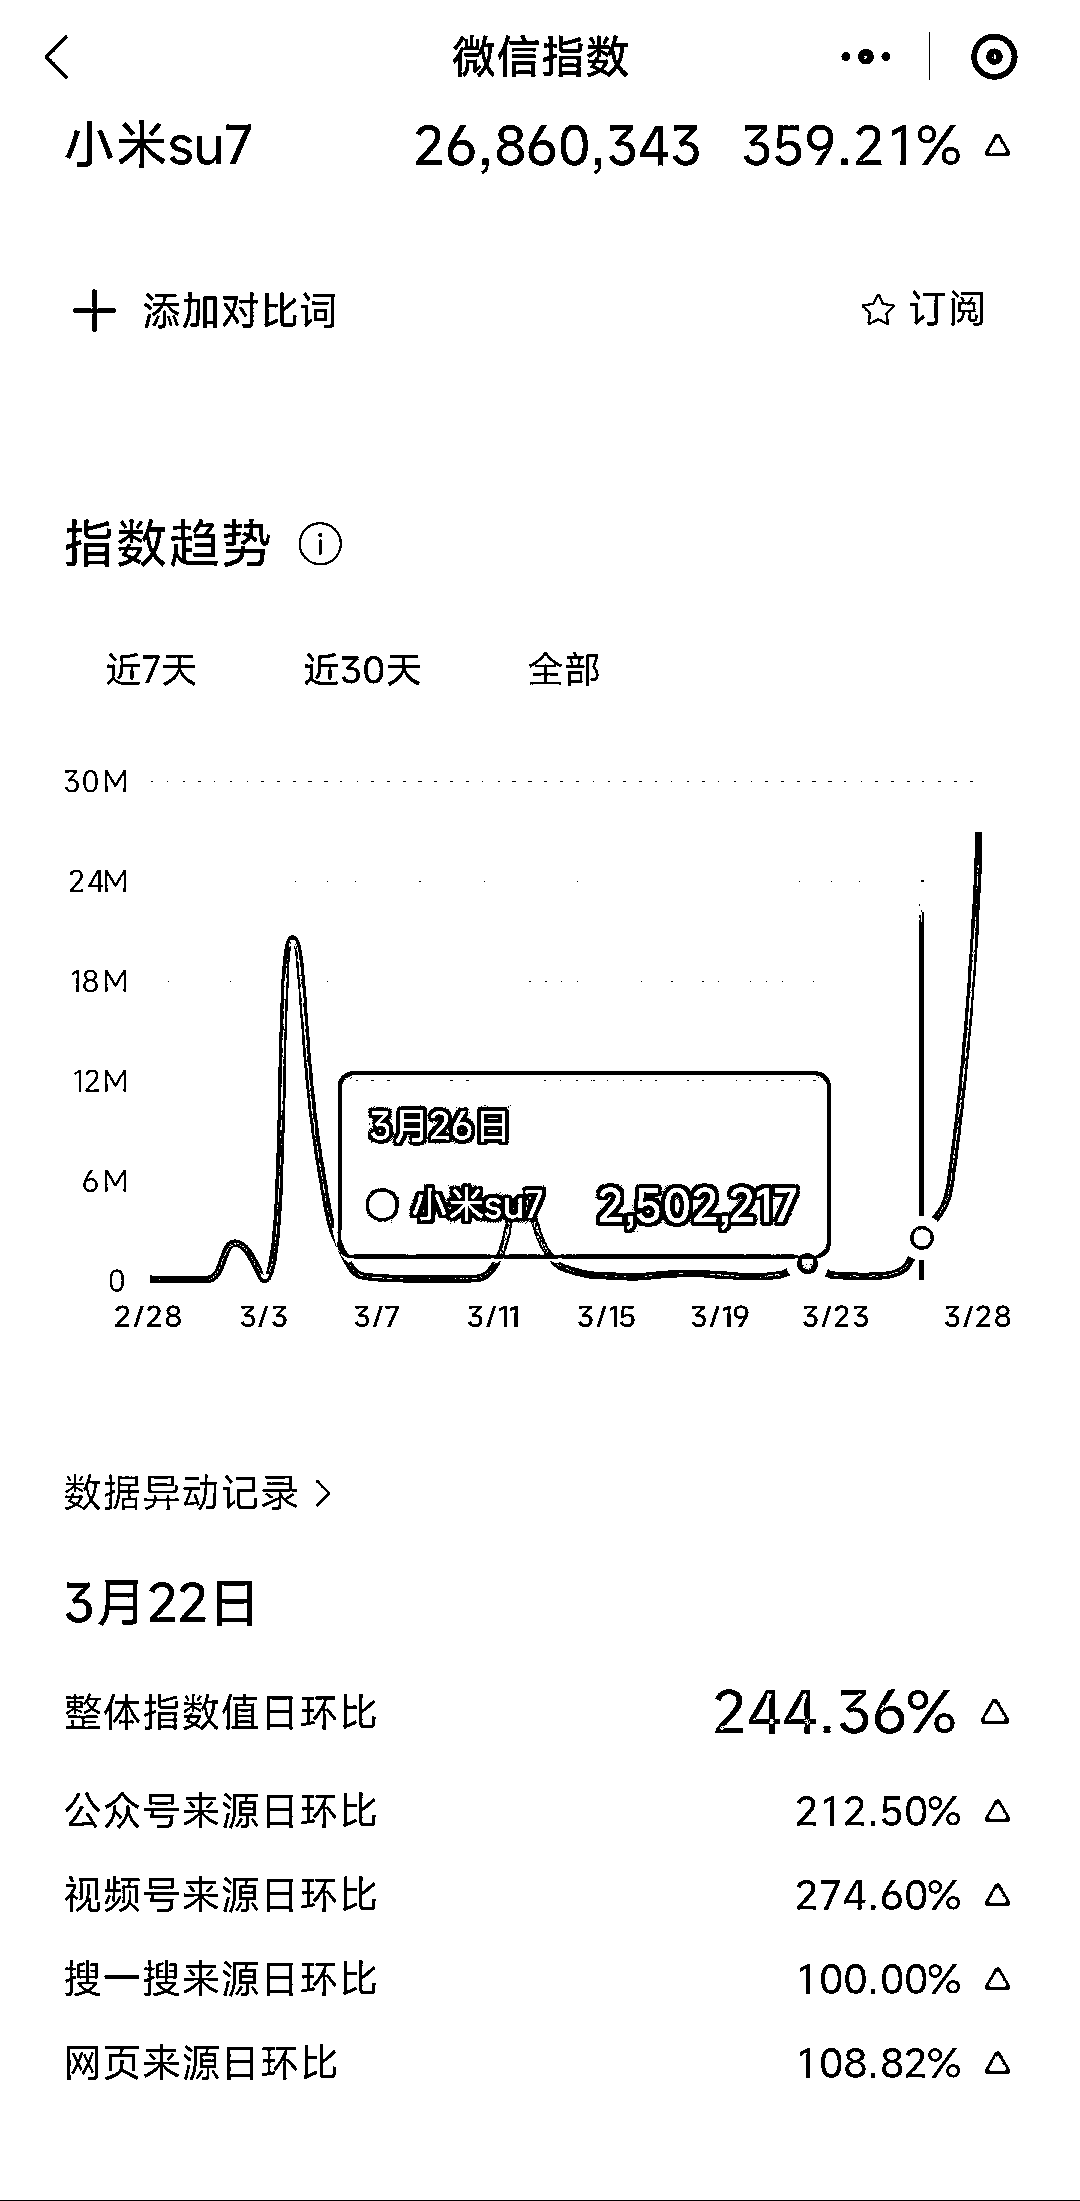 微信指数
小米su7 26,860,343 359.21%
添加对比词 订阅
指数趋势
近7天 近30天 全部
30M
24M
18M
12M
3月26日
6M
小米su7 2,502,217
0
2/28 3/3 3/7 3/11 3/15 3/19 3/23 3/28
数据异动记录
3月22日
整体指数值日环比 244.36%
公众号来源日环比 212.50%
视频号来源日环比 274.60%
搜一搜来源日环比 100.00%
网页来源日环比 108.82%